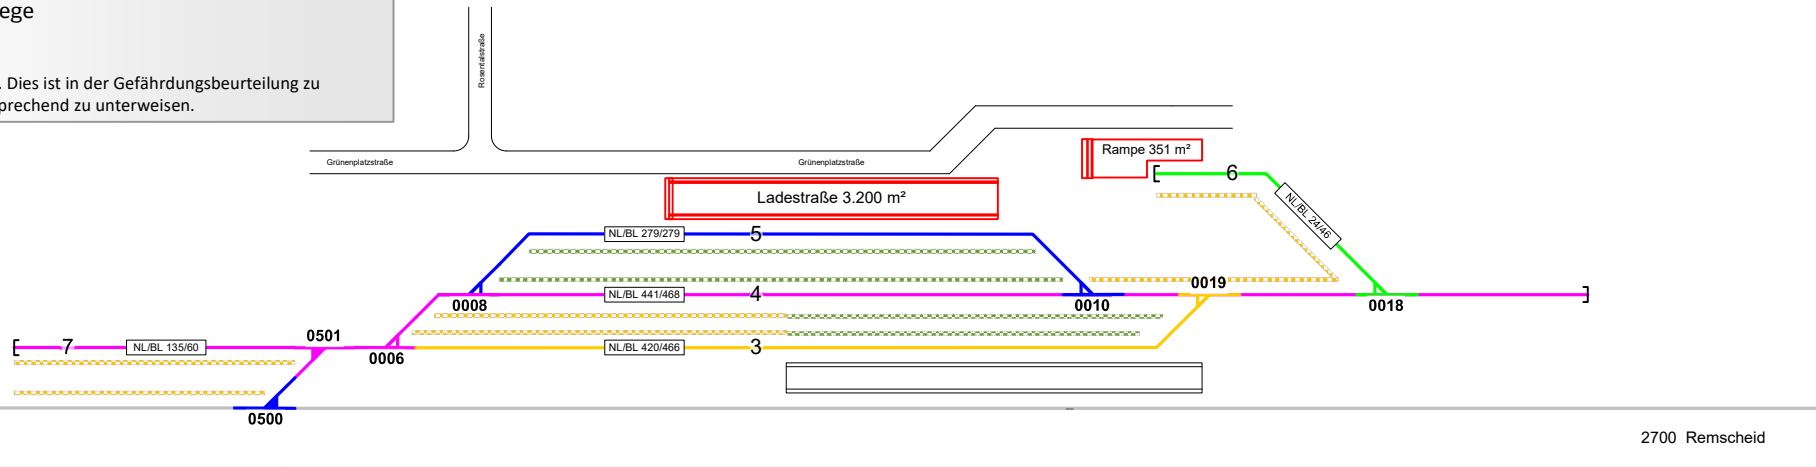 ege
. Dies ist in der Gefährdungsbeurteilung zu
prechend zu unterweisen.
Rosentalstraße
Grünenplatzstraße
Grünenplatzstraße
Rampe 351 m²
6
Ladestraße 3.200 m²
NL/BL 24/46
NL/BL 279/279
5
0019
0008
NL/BL 441/468
4
0010
0018
0501
7
NL/BL 135/60
0006
NL/BL 420/466
3
0500
2700 Remscheid